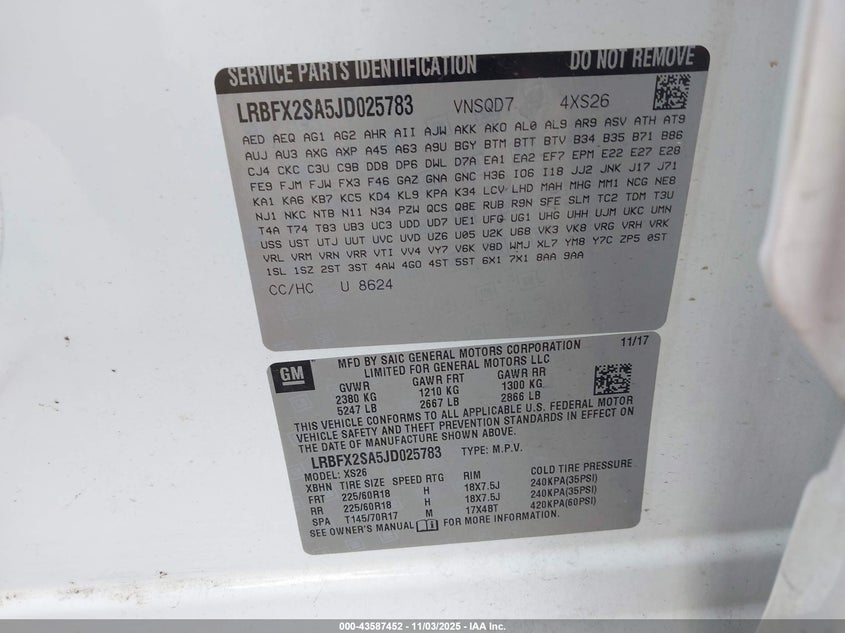 SERVICE PARTS IDENTIFICATION DO NOT REMOVE
LRBFX2SA5JD025783 VNSQD7 4XS26
AED AEQ AG1 AG2 AHR AII AJW AKK AKO AL0 AL9 AR9 ASV ATH AT9
AUJ AU3 AXG AXP A45 A63 A9U BGY BTM BTT BTV B34 B35 B71 B86
CJ4 CKC C3U C9B DD8 DP6 DWL D7A EA1 EA2 EF7 EPM E22 E27 E28
FE9 FJM FJW FX3 F46 GAZ GNA GNC H36 IO6 I18 JJ2 JNK J17 J71
KA1 KA6 KB7 KC5 KD4 KL9 KPA K34 LCV LHD MAH MHG MM1 NCG NE8
NJ1 NKC NTB N11 N34 PZW QCS Q8E RUB R9N SFE SLM TC2 TDM T3U
T4A T74 T83 UB3 UC3 UDD UD7 UE1 UFG UG1 UHG UHH UJM UKC UMN
USS UST UTJ UUT UVC UVD UZ6 U05 U2K U68 VK3 VK8 VRG VRH VRK
VRL VRM VRN VRR VTI VV4 VY7 V6K V8D WMJ XL7 YM8 Y7C ZP5 0ST
1SL 1SZ 2ST 3ST 4AW 4GO 4ST 5ST 6X1 7X1 8AA 9AA
CC/HC U 8624
GM
MFD BY SAIC GENERAL MOTORS CORPORATION 11/17
LIMITED FOR GENERAL MOTORS LLC
GVWR GAWR FRT GAWR RR
2380 KG 1210 KG 1300 KG
5247 LB 2667 LB 2866 LB
THIS VEHICLE CONFORMS TO ALL APPLICABLE U.S. FEDERAL MOTOR
VEHICLE SAFETY AND THEFT PREVENTION STANDARDS IN EFFECT ON
THE DATE OF MANUFACTURE SHOWN ABOVE.
LRBFX2SA5JD025783 TYPE: M.P.V.
MODEL: XS26
XBHN TIRE SIZE SPEED RTG RIM COLD TIRE PRESSURE
FRT 225/60R18 H 18X7.5J 240KPA(35PSI)
RR 225/60R18 H 18X7.5J 240KPA(35PSI)
SPA T145/70R17 M 17X4BT 420KPA(60PSI)
SEE OWNER'S MANUAL FOR MORE INFORMATION.
000-43587452 - 11/03/2025 - IAA Inc.